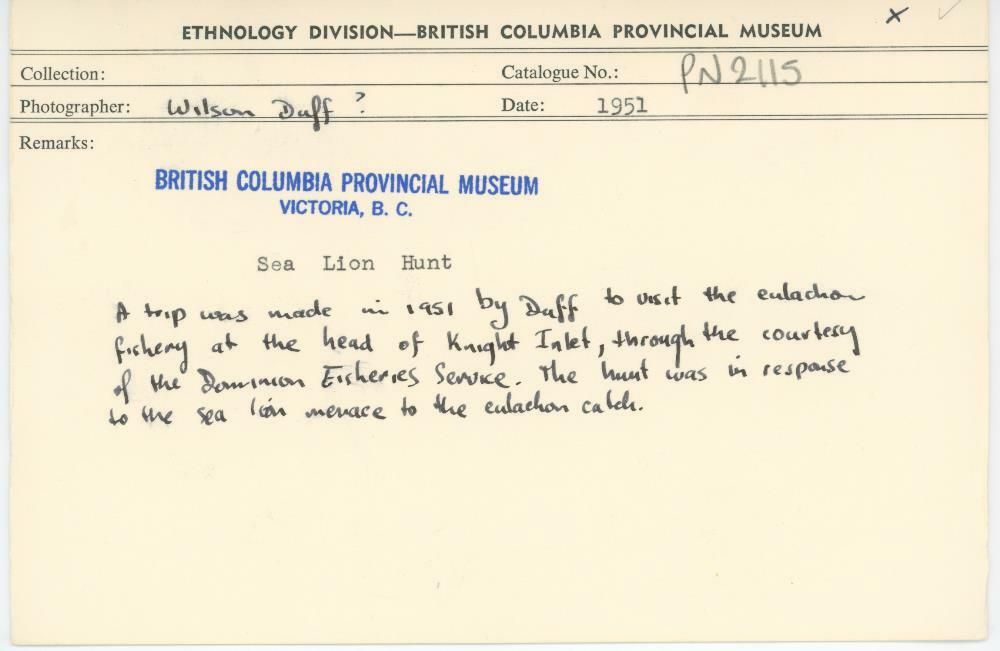 ETHNOLOGY DIVISION—BRITISH COLUMBIA PROVINCIAL MUSEUM
Collection: Catalogue No.: PN2115
Photographer: Wilson Duff ? Date: 1951
Remarks:
BRITISH COLUMBIA PROVINCIAL MUSEUM
VICTORIA, B. C.
Sea Lion Hunt
A trip was made in 1951 by Duff to visit the eulachon
fishery at the head of Knight Inlet, through the courtesy
of the Dominion Fisheries Service. The hunt was in response
to the sea lion menace to the eulachon catch.